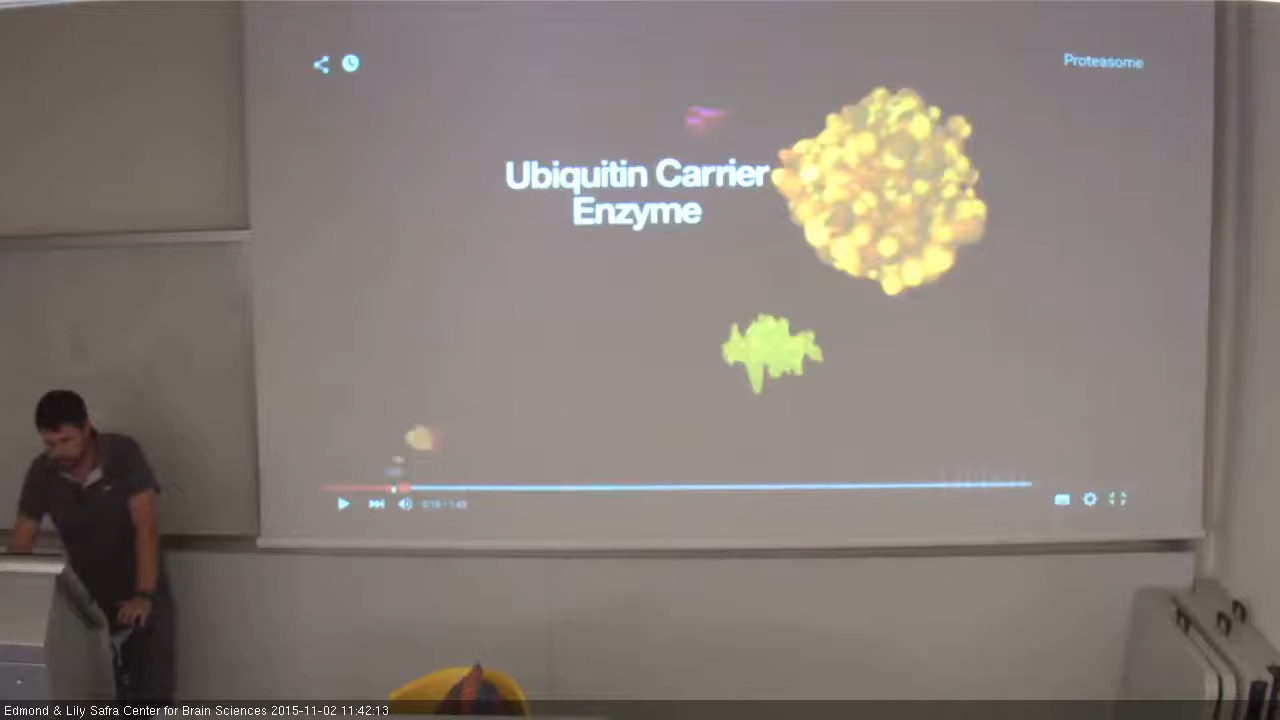 Proteasome
Ubiquitin Carrier
Enzyme
Edmond & Lily Safra Center for Brain Sciences 2015-11-02 11:42:13